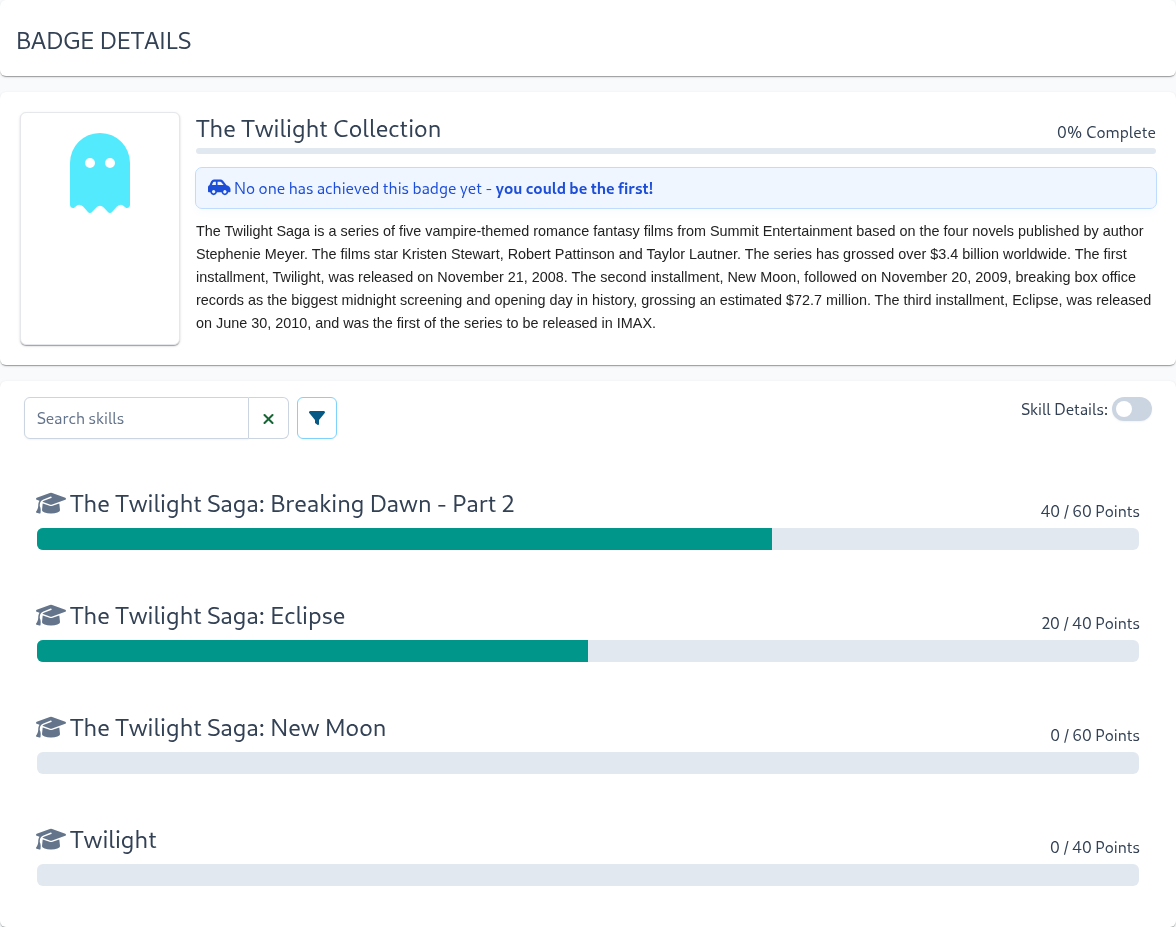 BADGE DETAILS
The Twilight Collection
0% Complete
No one has achieved this badge yet - you could be the first!
The Twilight Saga is a series of five vampire-themed romance fantasy films from Summit Entertainment based on the four novels published by author
Stephenie Meyer. The films star Kristen Stewart, Robert Pattinson and Taylor Lautner. The series has grossed over $3.4 billion worldwide. The first
installment, Twilight, was released on November 21, 2008. The second installment, New Moon, followed on November 20, 2009, breaking box office
records as the biggest midnight screening and opening day in history, grossing an estimated $72.7 million. The third installment, Eclipse, was released
on June 30, 2010, and was the first of the series to be released in IMAX.
Search skills
Skill Details:
The Twilight Saga: Breaking Dawn - Part 2
40 / 60 Points
The Twilight Saga: Eclipse
20 / 40 Points
The Twilight Saga: New Moon
0 / 60 Points
Twilight
0 / 40 Points